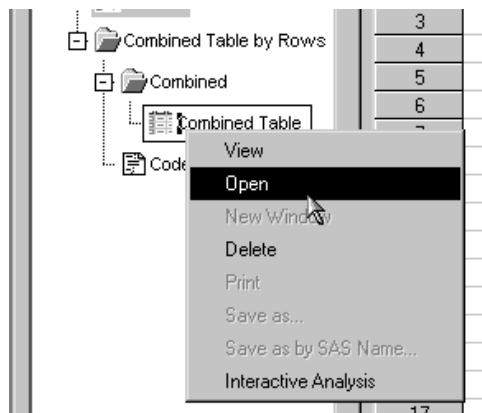 3
Combined Table by Rows
4
Combined
5
6
Combined Table
View
Code
Open
New Window
Delete
Print
Save as...
Save as by SAS Name...
Interactive Analysis
17